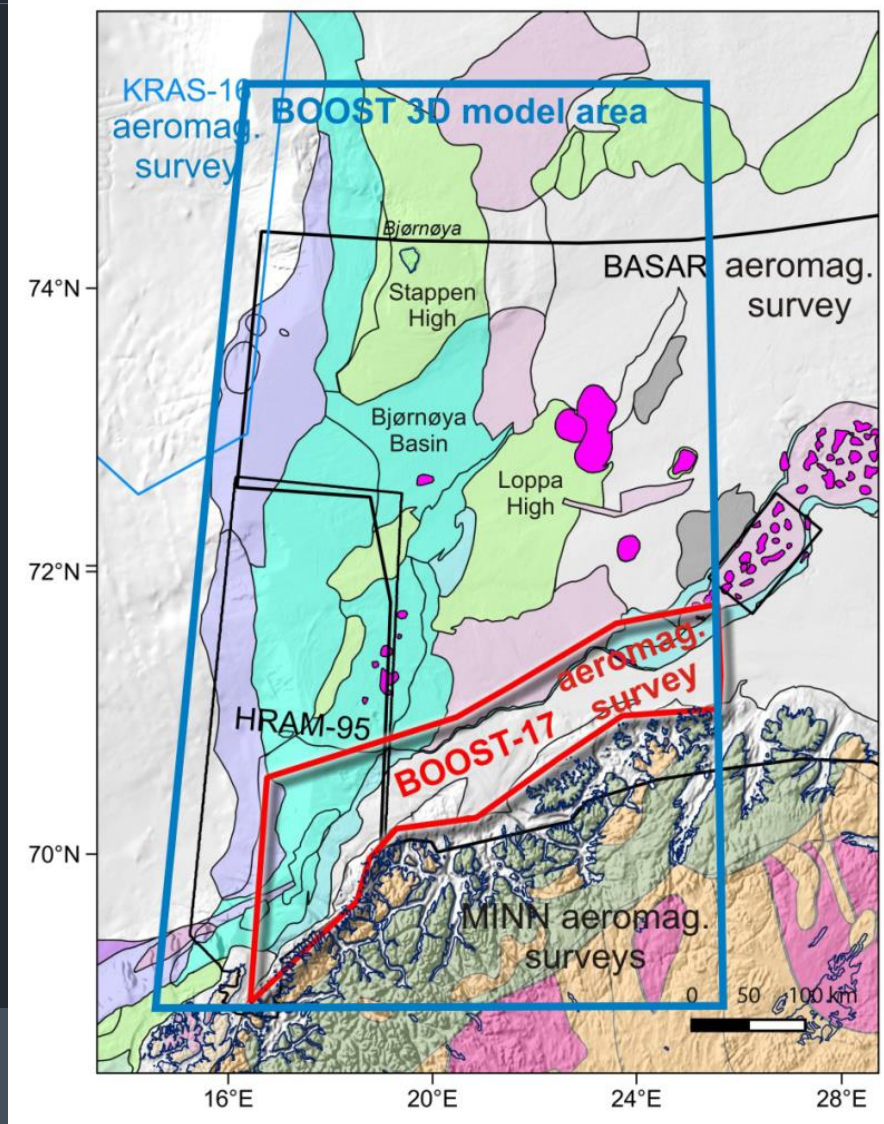 KRAS-16
aeromag.
survey
BOOST 3D model area
Bjørnøya
Stappen
High
BASAR aeromag.
survey
74°N
Bjørnøya
Basin
Loppa
High
72°N
HRAM-95
BOOST-17
aeromag.
survey
70°N
MINN aeromag.
surveys
0 50 100 km
16°E 20°E 24°E 28°E